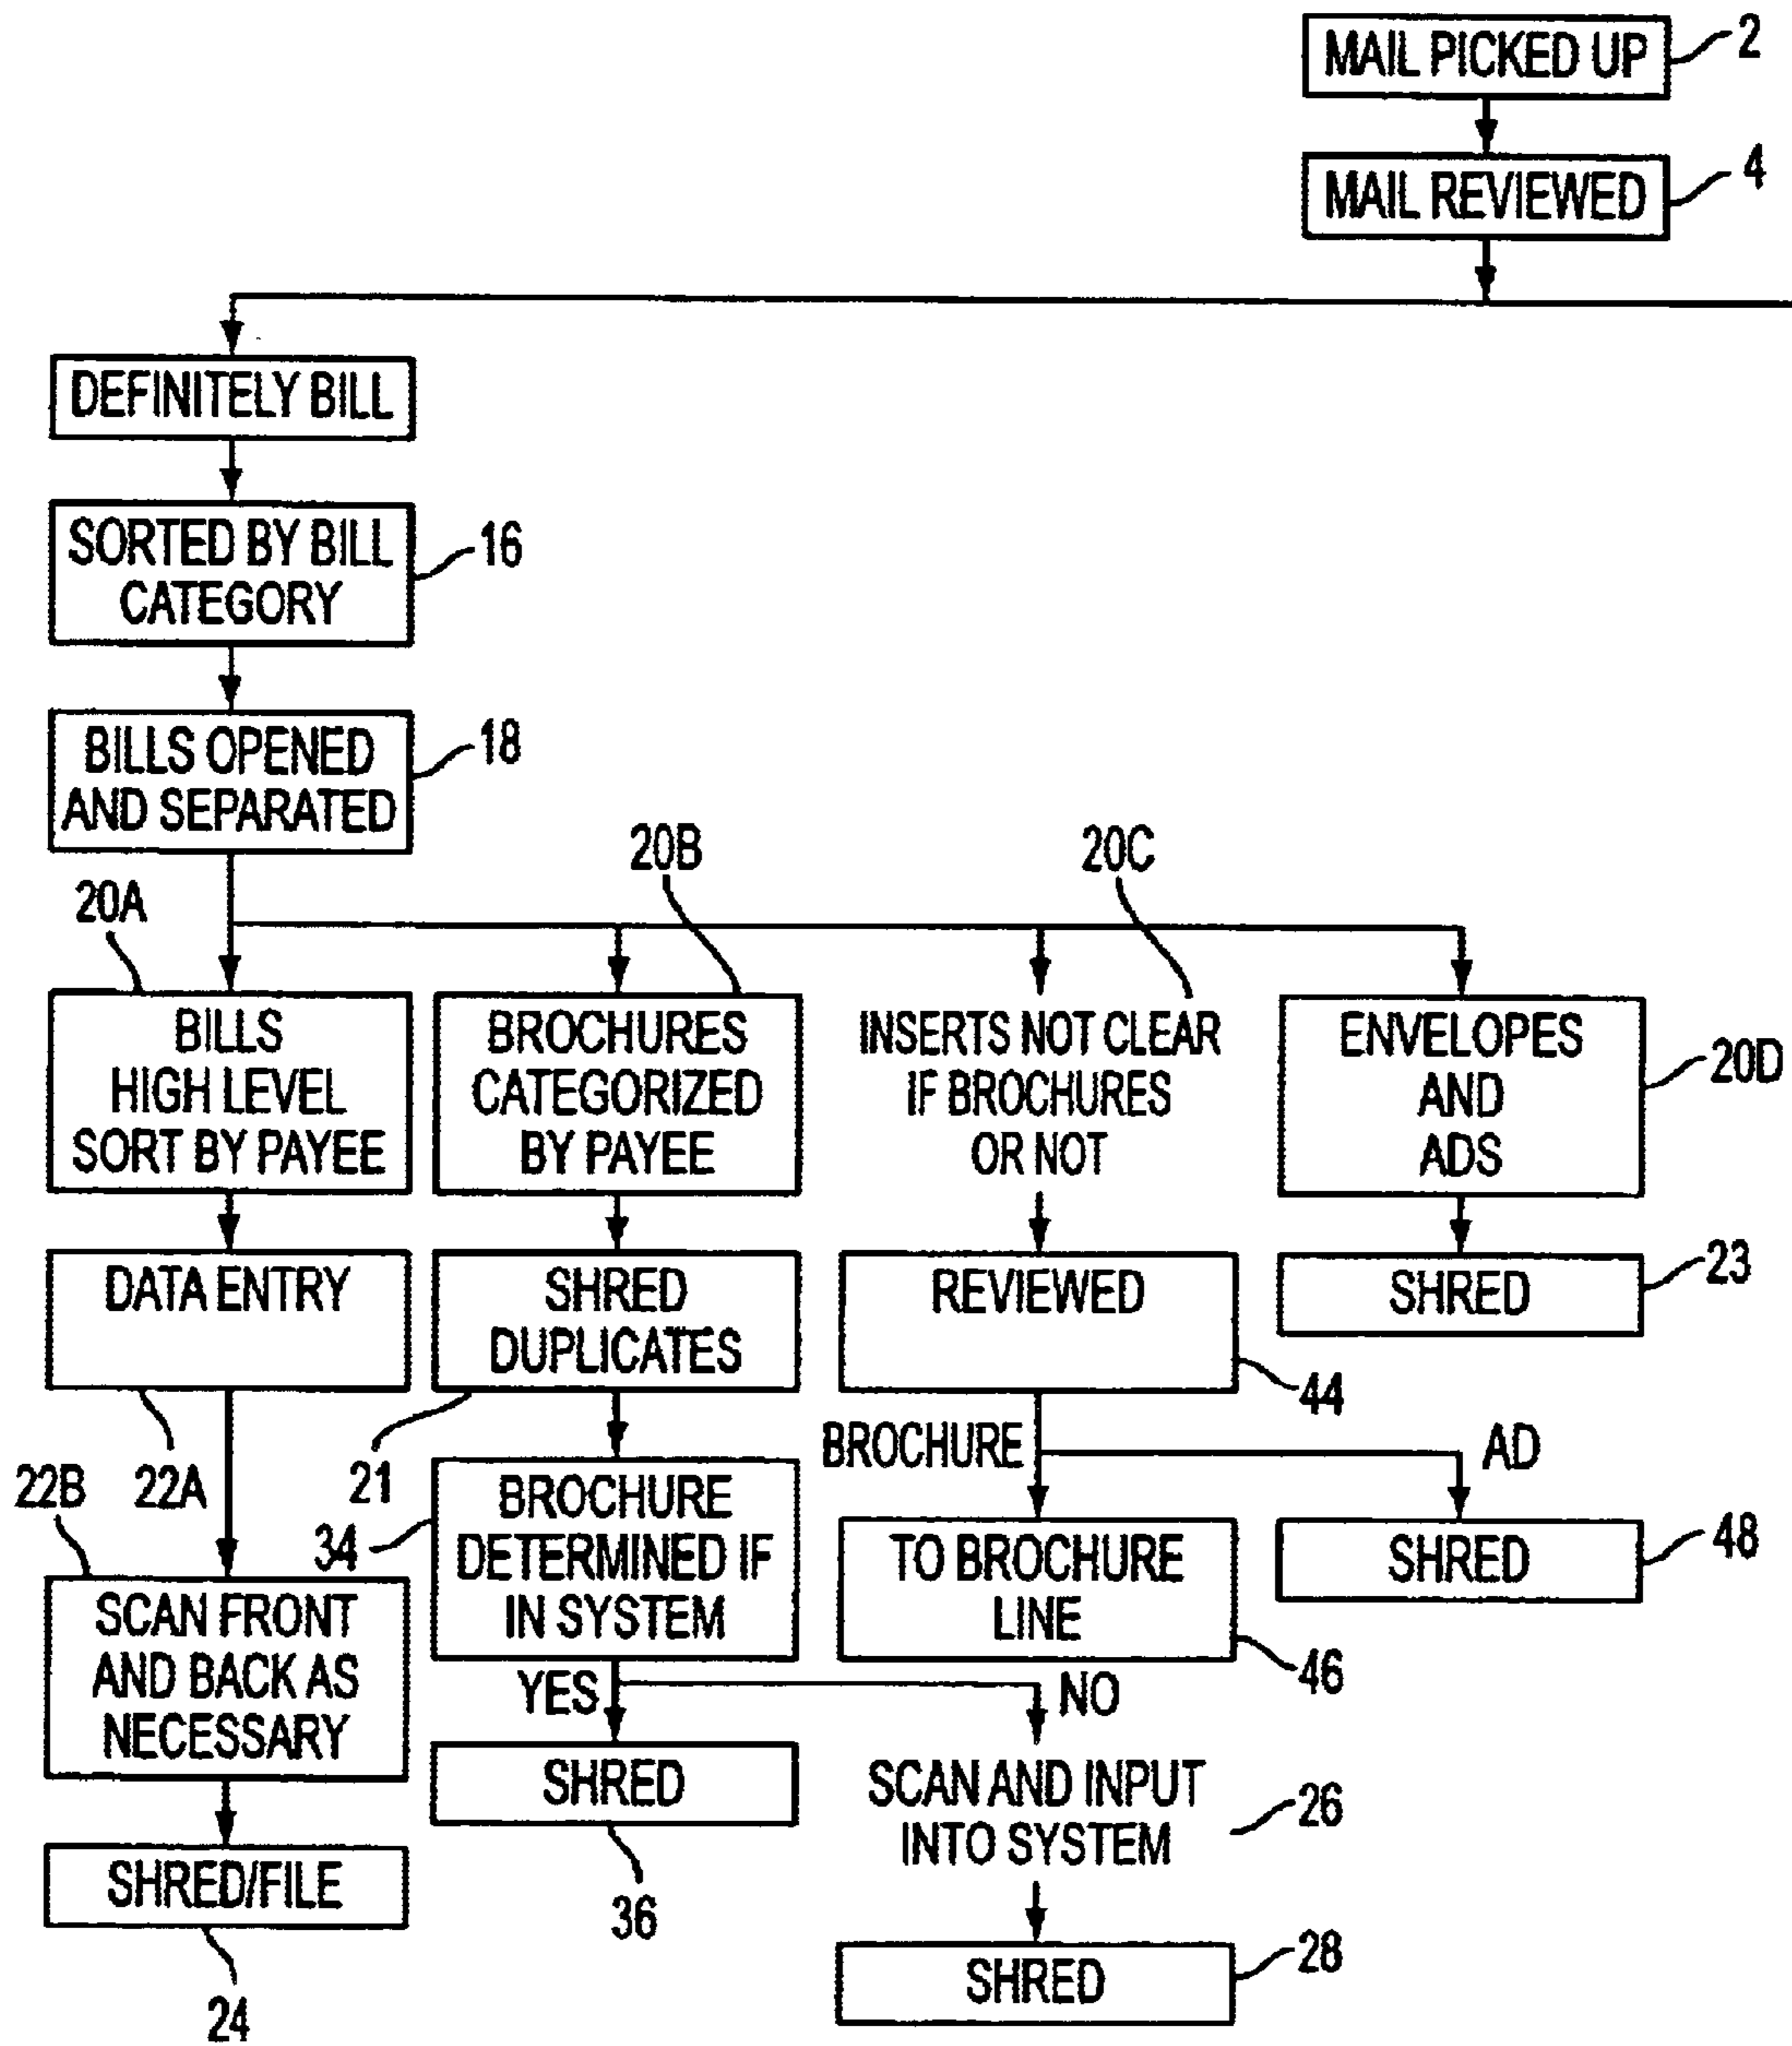 MAIL PICKED UP
2
MAIL REVIEWED
4
DEFINITELY BILL
SORTED BY BILL
CATEGORY
16
BILLS OPENED
AND SEPARATED
18
20A
20B
20C
BILLS
HIGH LEVEL
SORT BY PAYEE
BROCHURES
CATEGORIZED
BY PAYEE
INSERTS NOT CLEAR
IF BROCHURES
OR NOT
ENVELOPES
AND
ADS
20D
DATA ENTRY
SHRED
DUPLICATES
REVIEWED
SHRED
23
44
22B
22A
21
BROCHURE
AD
34
BROCHURE
DETERMINED IF
IN SYSTEM
TO BROCHURE
LINE
SHRED
48
46
SCAN FRONT
AND BACK AS
NECESSARY
YES
NO
SHRED
36
SCAN AND INPUT
INTO SYSTEM
26
SHRED/FILE
24
SHRED
28